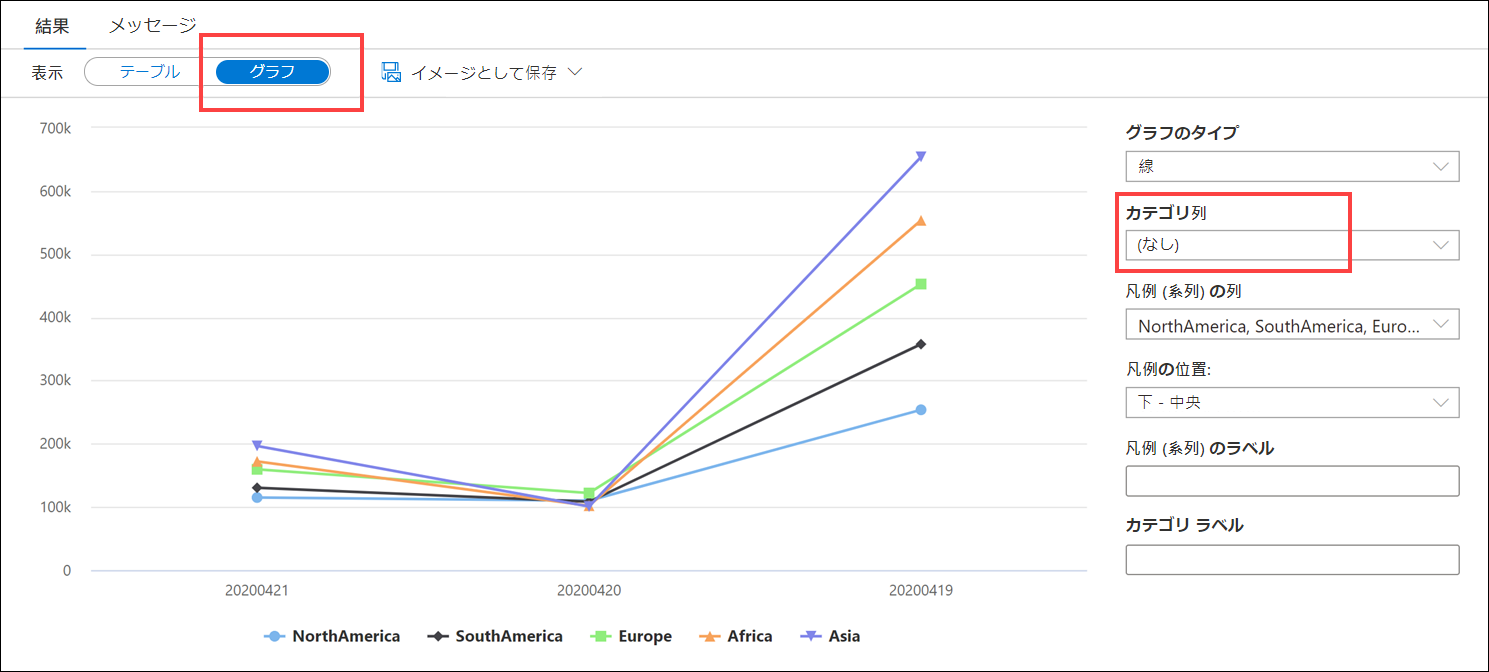 結果 メッセージ
表示 テーブル グラフ イメージとして保存
700k
600k
500k
400k
300k
200k
100k
0
20200421 20200420 20200419
NorthAmerica SouthAmerica Europe Africa Asia
グラフのタイプ
線
カテゴリ列
(なし)
凡例 (系列) の列
NorthAmerica, SouthAmerica, Euro...
凡例の位置:
下 - 中央
凡例 (系列) のラベル
カテゴリ ラベル